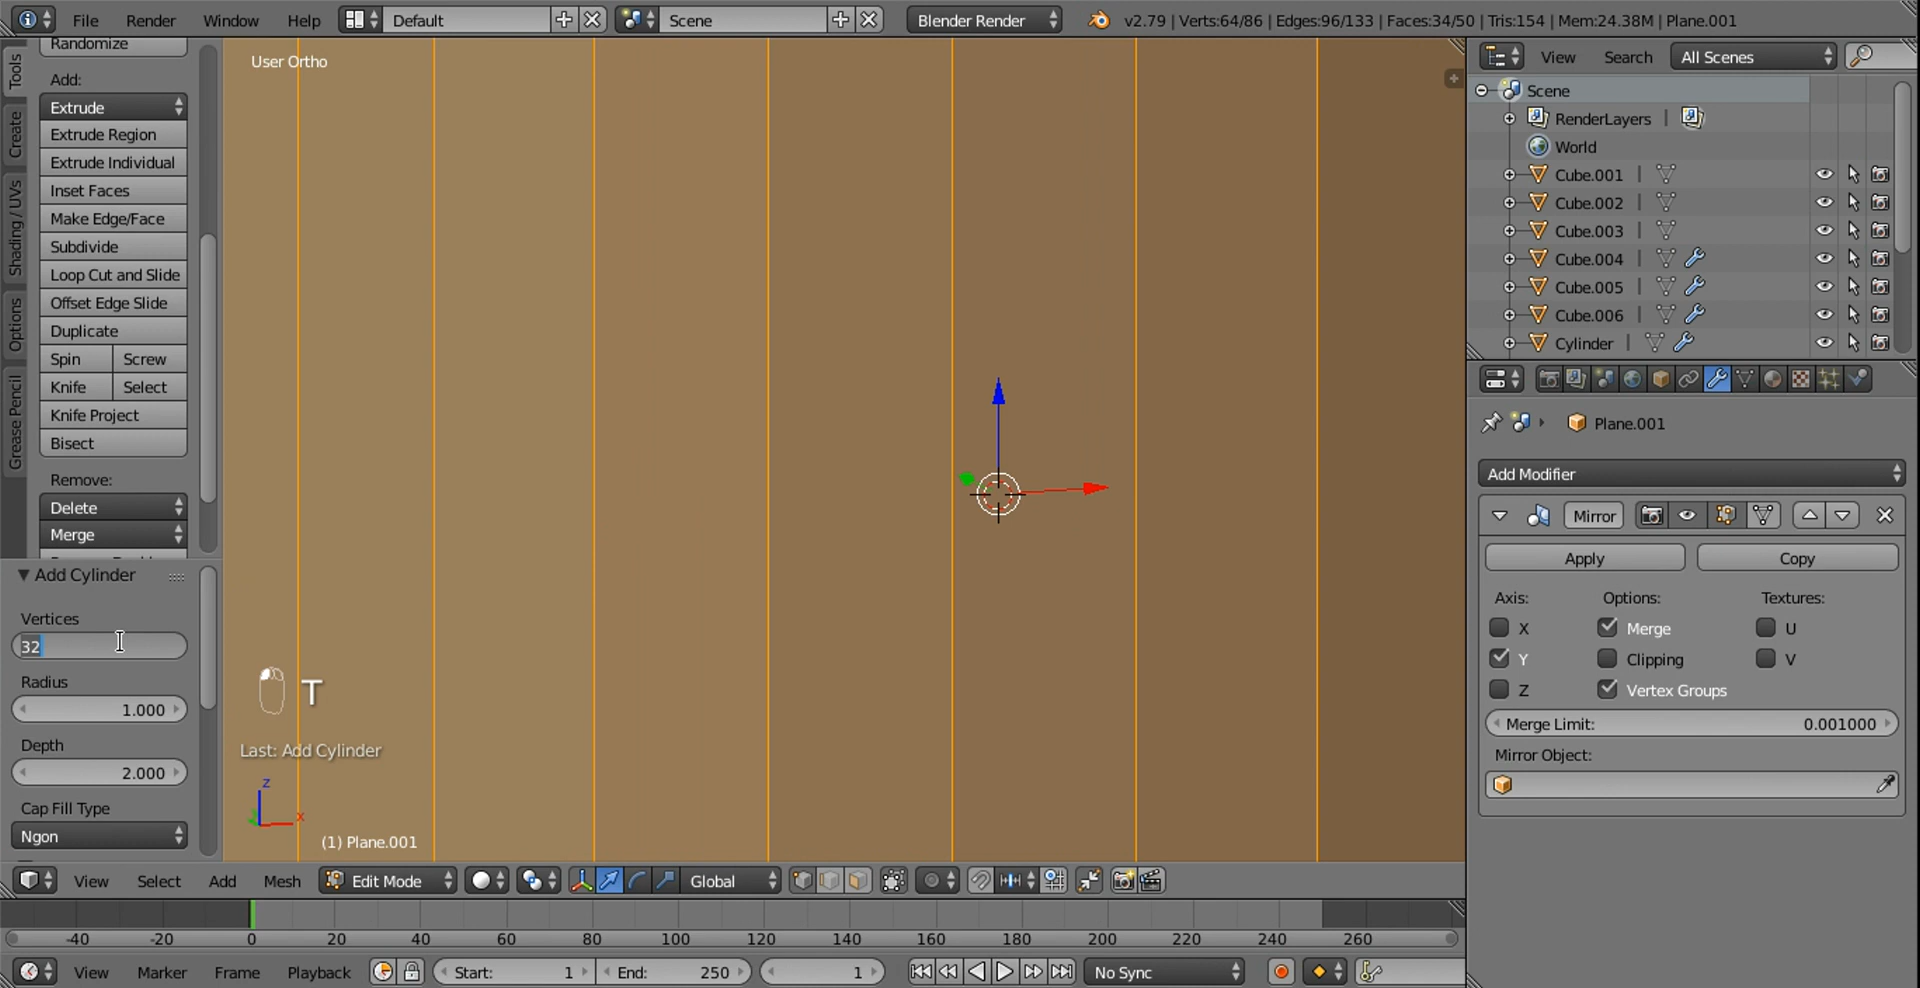 File Render Window Help Default Scene Blender Render v2.79 | Verts:64/86 | Edges:96/133 | Faces:34/50 | Tris:154 | Mem:24.38M | Plane.001
Tools
Create
Shading / UVs
Options
Grease Pencil
Randomize
Add:
Extrude
Extrude Region
Extrude Individual
Inset Faces
Make Edge/Face
Subdivide
Loop Cut and Slide
Offset Edge Slide
Duplicate
Spin Screw
Knife Select
Knife Project
Bisect
Remove:
Delete
Merge
Add Cylinder
Vertices
32
Radius
1.000
Depth
2.000
Cap Fill Type
Ngon
User Ortho
T
Last: Add Cylinder
z
x
(1) Plane.001
View Select Add Mesh Edit Mode Global
-40 -20 0 20 40 60 80 100 120 140 160 180 200 220 240 260
View Marker Frame Playback Start: 1 End: 250 1 No Sync
View Search All Scenes
Scene
RenderLayers |
World
Cube.001 |
Cube.002 |
Cube.003 |
Cube.004 |
Cube.005 |
Cube.006 |
Cylinder |
Plane.001
Add Modifier
Mirror
Apply Copy
Axis: Options: Textures:
X Merge U
Y Clipping V
Z Vertex Groups
Merge Limit: 0.001000
Mirror Object: